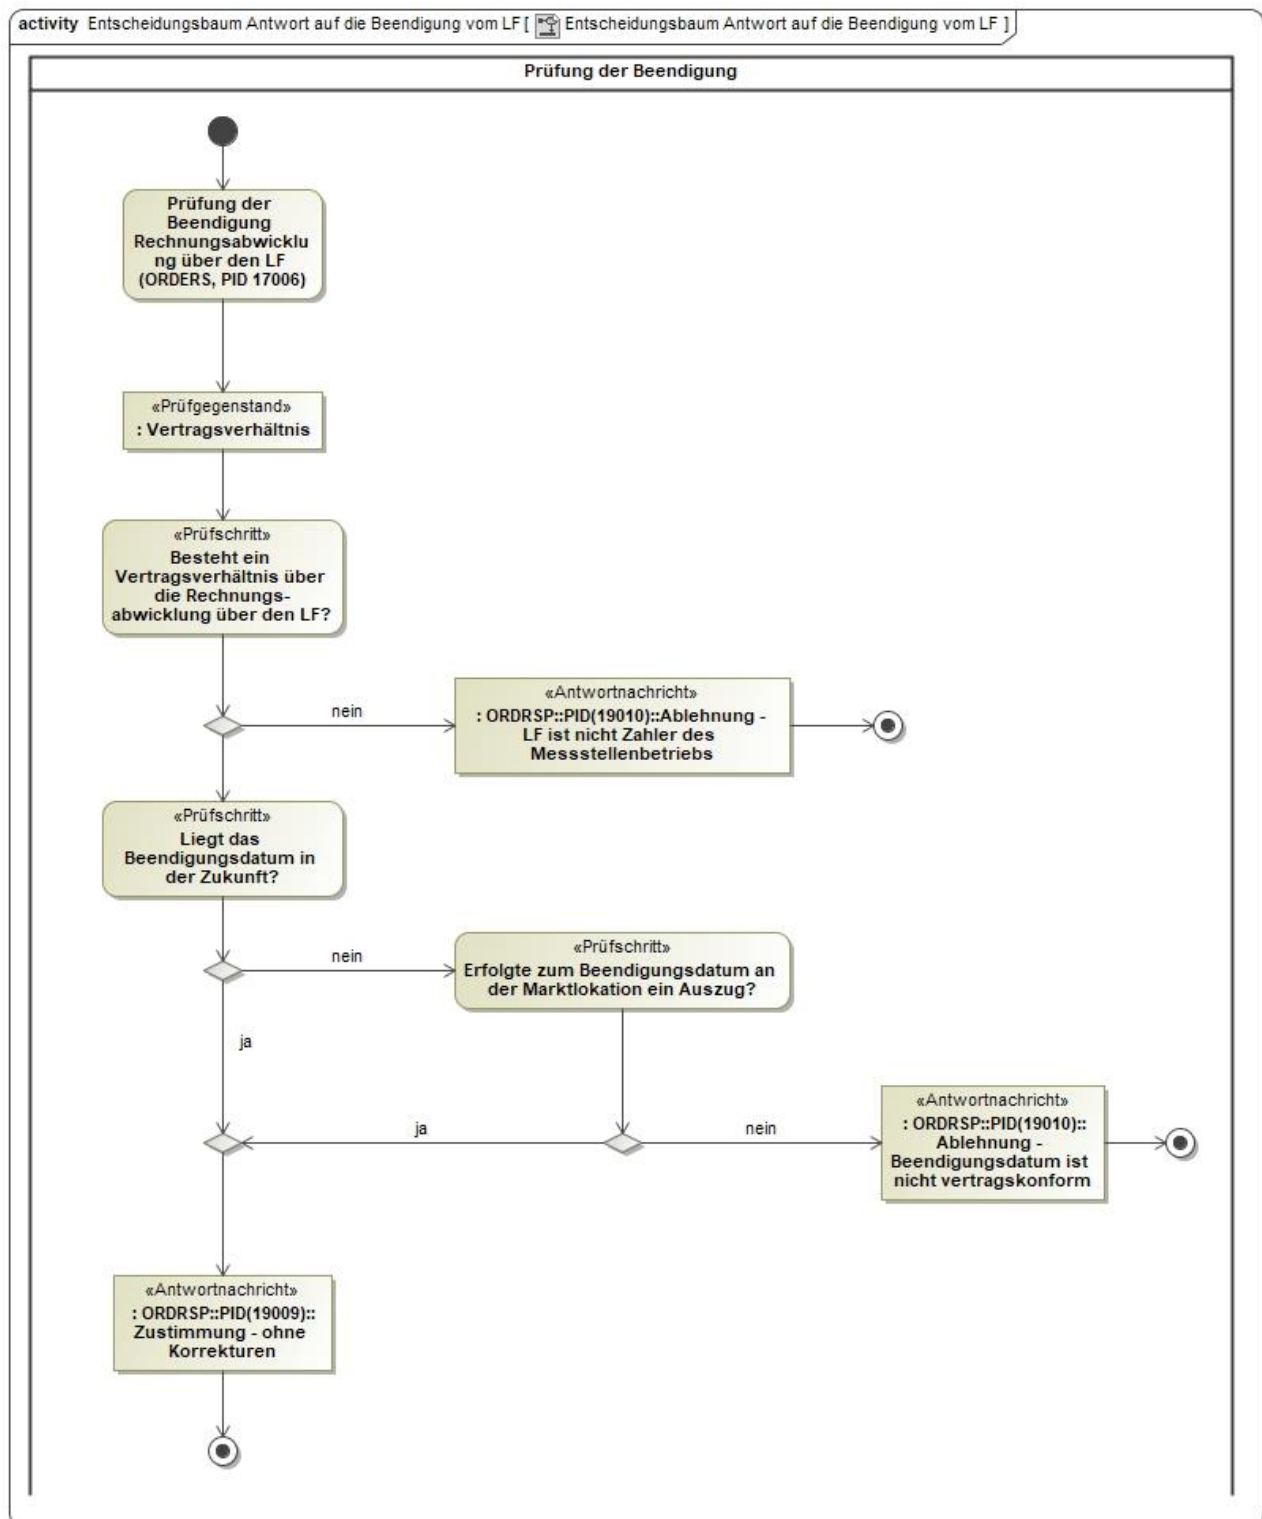 activity Entscheidungsbaum Antwort auf die Beendigung vom LF [ Entscheidungsbaum Antwort auf die Beendigung vom LF ]
Prüfung der Beendigung
Prüfung der
Beendigung
Rechnungsabwicklu
ng über den LF
(ORDERS, PID 17006)
«Prüfgegenstand»
: Vertragsverhältnis
«Prüfschritt»
Besteht ein
Vertragsverhältnis über
die Rechnungs-
abwicklung über den LF?
nein
«Antwortnachricht»
: ORDRSP::PID(19010)::Ablehnung -
LF ist nicht Zahler des
Messstellenbetriebs
«Prüfschritt»
Liegt das
Beendigungsdatum in
der Zukunft?
nein
«Prüfschritt»
Erfolgte zum Beendigungsdatum an
der Marktlokation ein Auszug?
ja
ja
nein
«Antwortnachricht»
: ORDRSP::PID(19010)::
Ablehnung -
Beendigungsdatum ist
nicht vertragskonform
«Antwortnachricht»
: ORDRSP::PID(19009)::
Zustimmung - ohne
Korrekturen